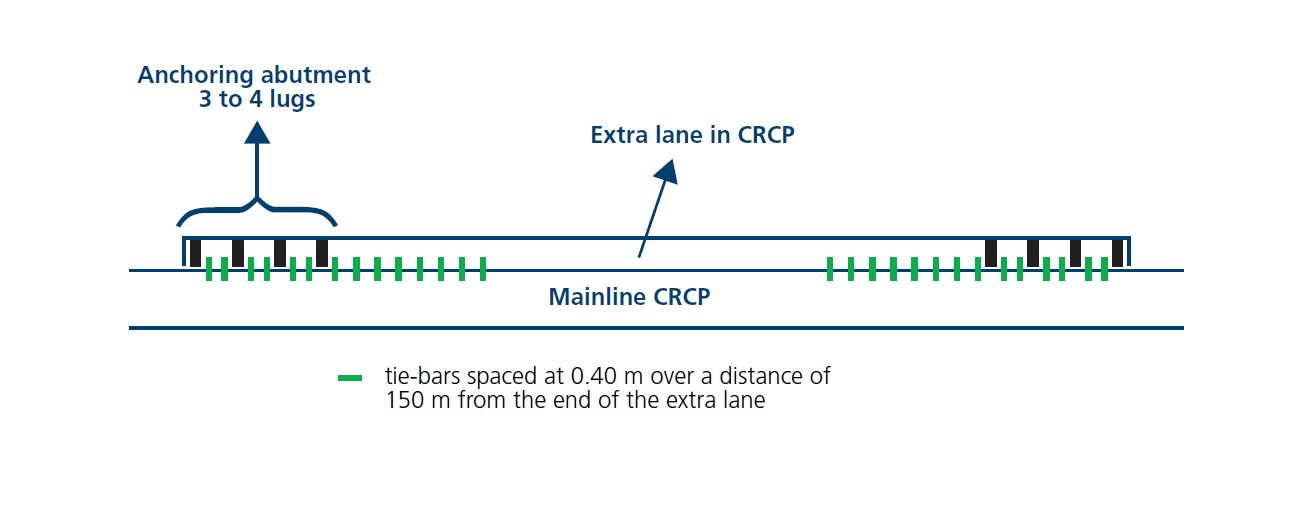 Anchoring abutment
3 to 4 lugs
Extra lane in CRCP
Mainline CRCP
tie-bars spaced at 0.40 m over a distance of
150 m from the end of the extra lane